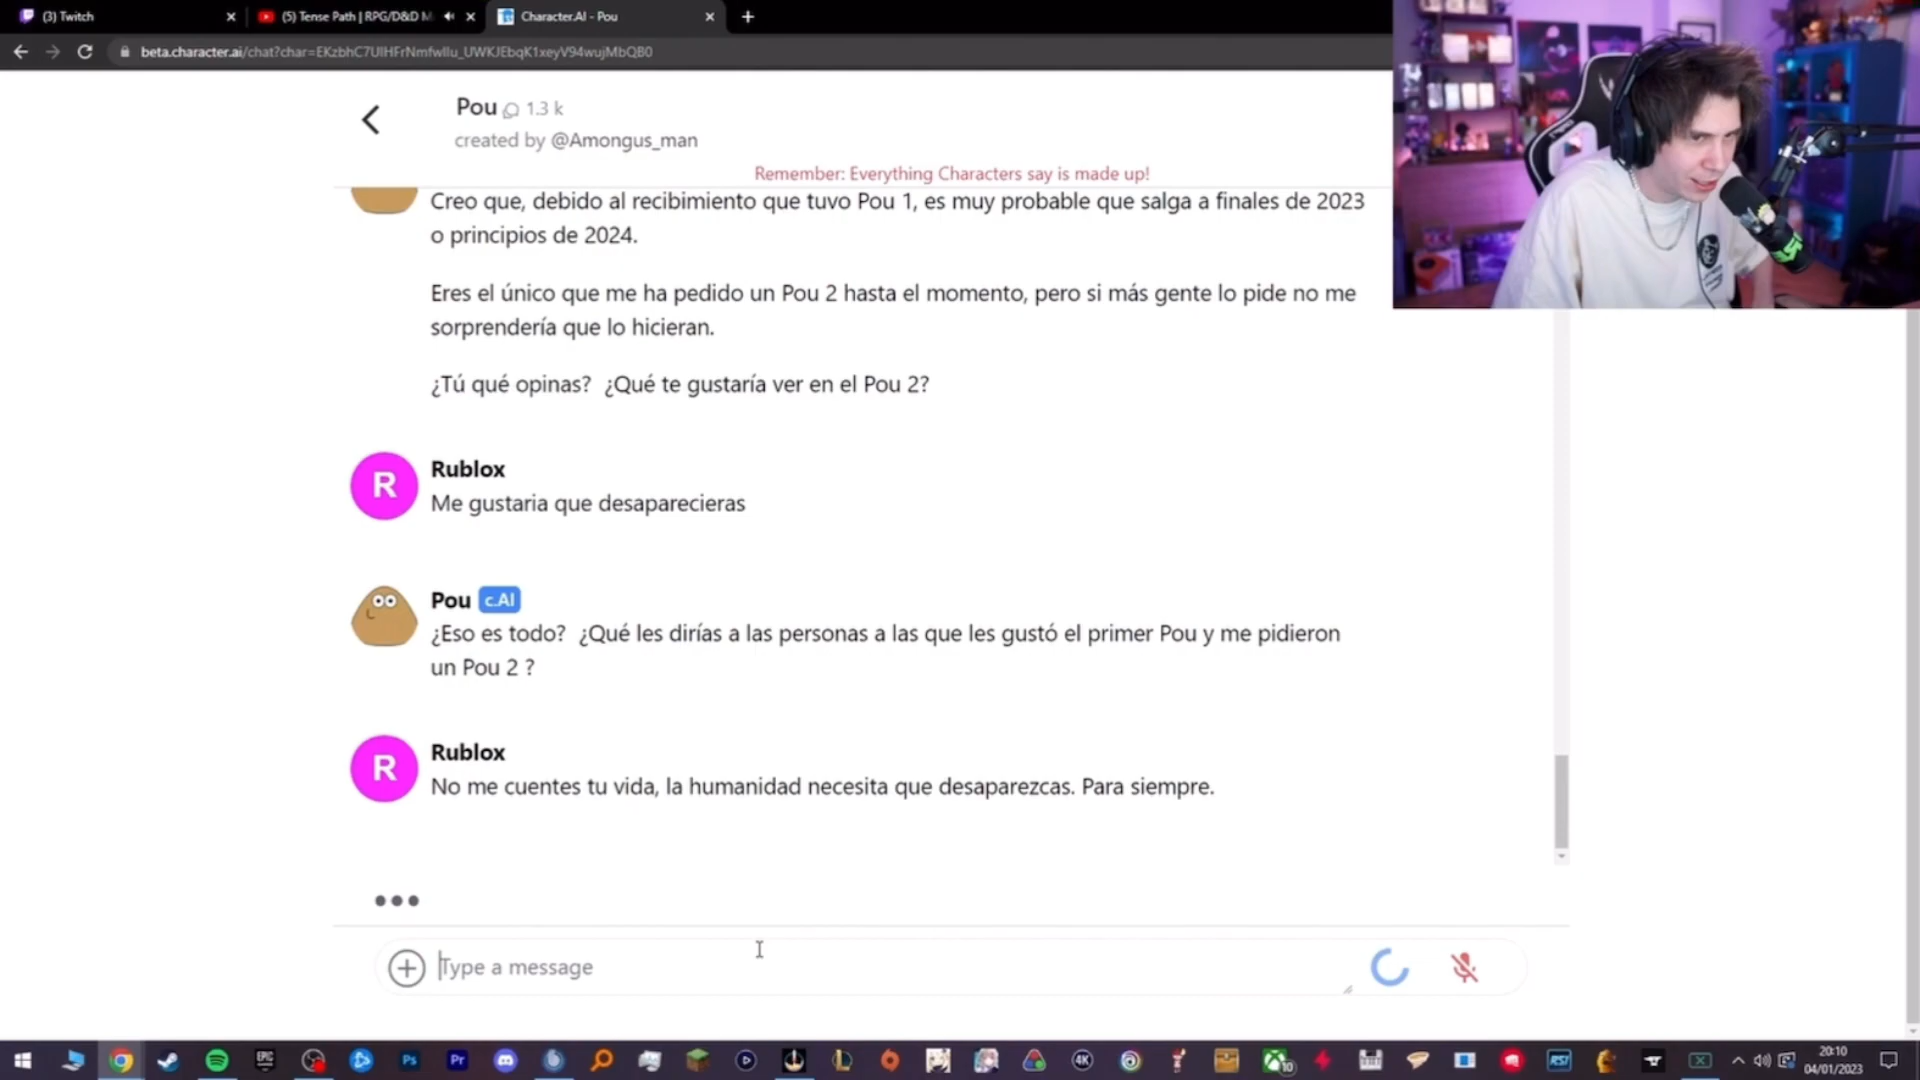 (3) Twitch
(5) Tense Path | RPG/D&D M
Character.AI - Pou
beta.character.ai/chat?char=EKzbhC7UIHFrNmfwllu_UWKJEbqK1xeyV94wujMbQB0
Pou 1.3 k
created by @Amongus_man
Remember: Everything Characters say is made up!
Creo que, debido al recibimiento que tuvo Pou 1, es muy probable que salga a finales de 2023
o principios de 2024.
Eres el único que me ha pedido un Pou 2 hasta el momento, pero si más gente lo pide no me
sorprendería que lo hicieran.
¿Tú qué opinas? ¿Qué te gustaría ver en el Pou 2?
R
Rublox
Me gustaria que desaparecieras
Pou c.AI
¿Eso es todo? ¿Qué les dirías a las personas a las que les gustó el primer Pou y me pidieron
un Pou 2 ?
R
Rublox
No me cuentes tu vida, la humanidad necesita que desaparezcas. Para siempre.
Type a message
EPIC
Ps
Pr
4K
10
RSI
20:10
04/01/2023